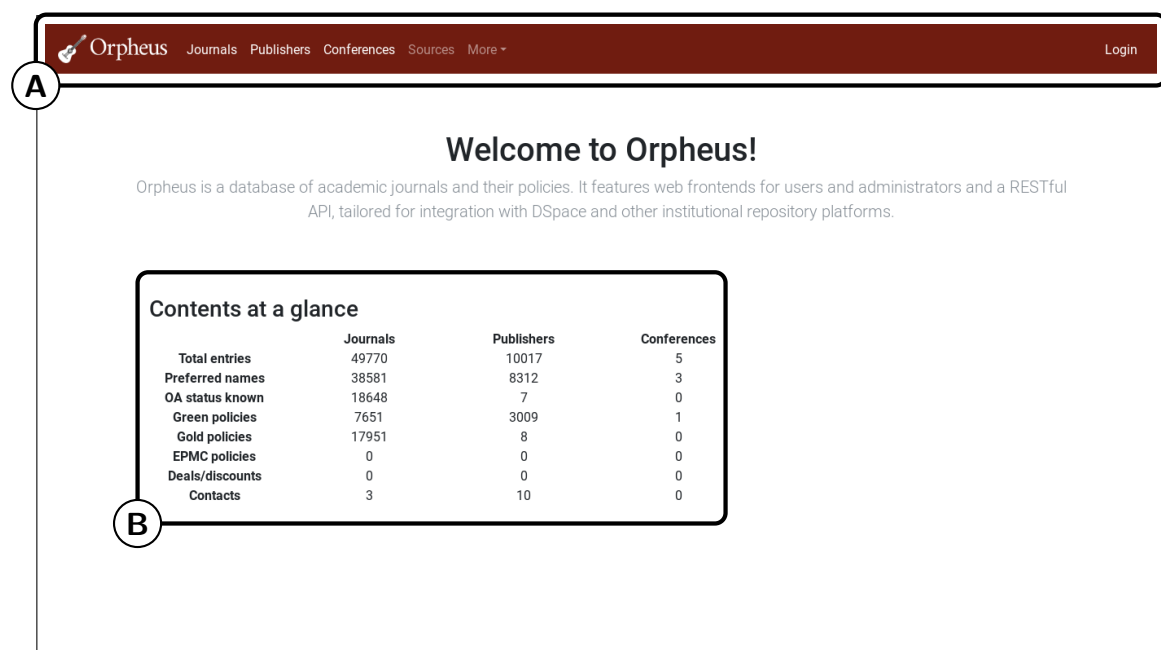 Orpheus Journals Publishers Conferences Sources More Login
A
Welcome to Orpheus!
Orpheus is a database of academic journals and their policies. It features web frontends for users and administrators and a RESTful
API, tailored for integration with DSpace and other institutional repository platforms.
Contents at a glance
Journals Publishers Conferences
Total entries 49770 10017 5
Preferred names 38581 8312 3
OA status known 18648 7 0
Green policies 7651 3009 1
Gold policies 17951 8 0
EPMC policies 0 0 0
Deals/discounts 0 0 0
Contacts 3 10 0
B